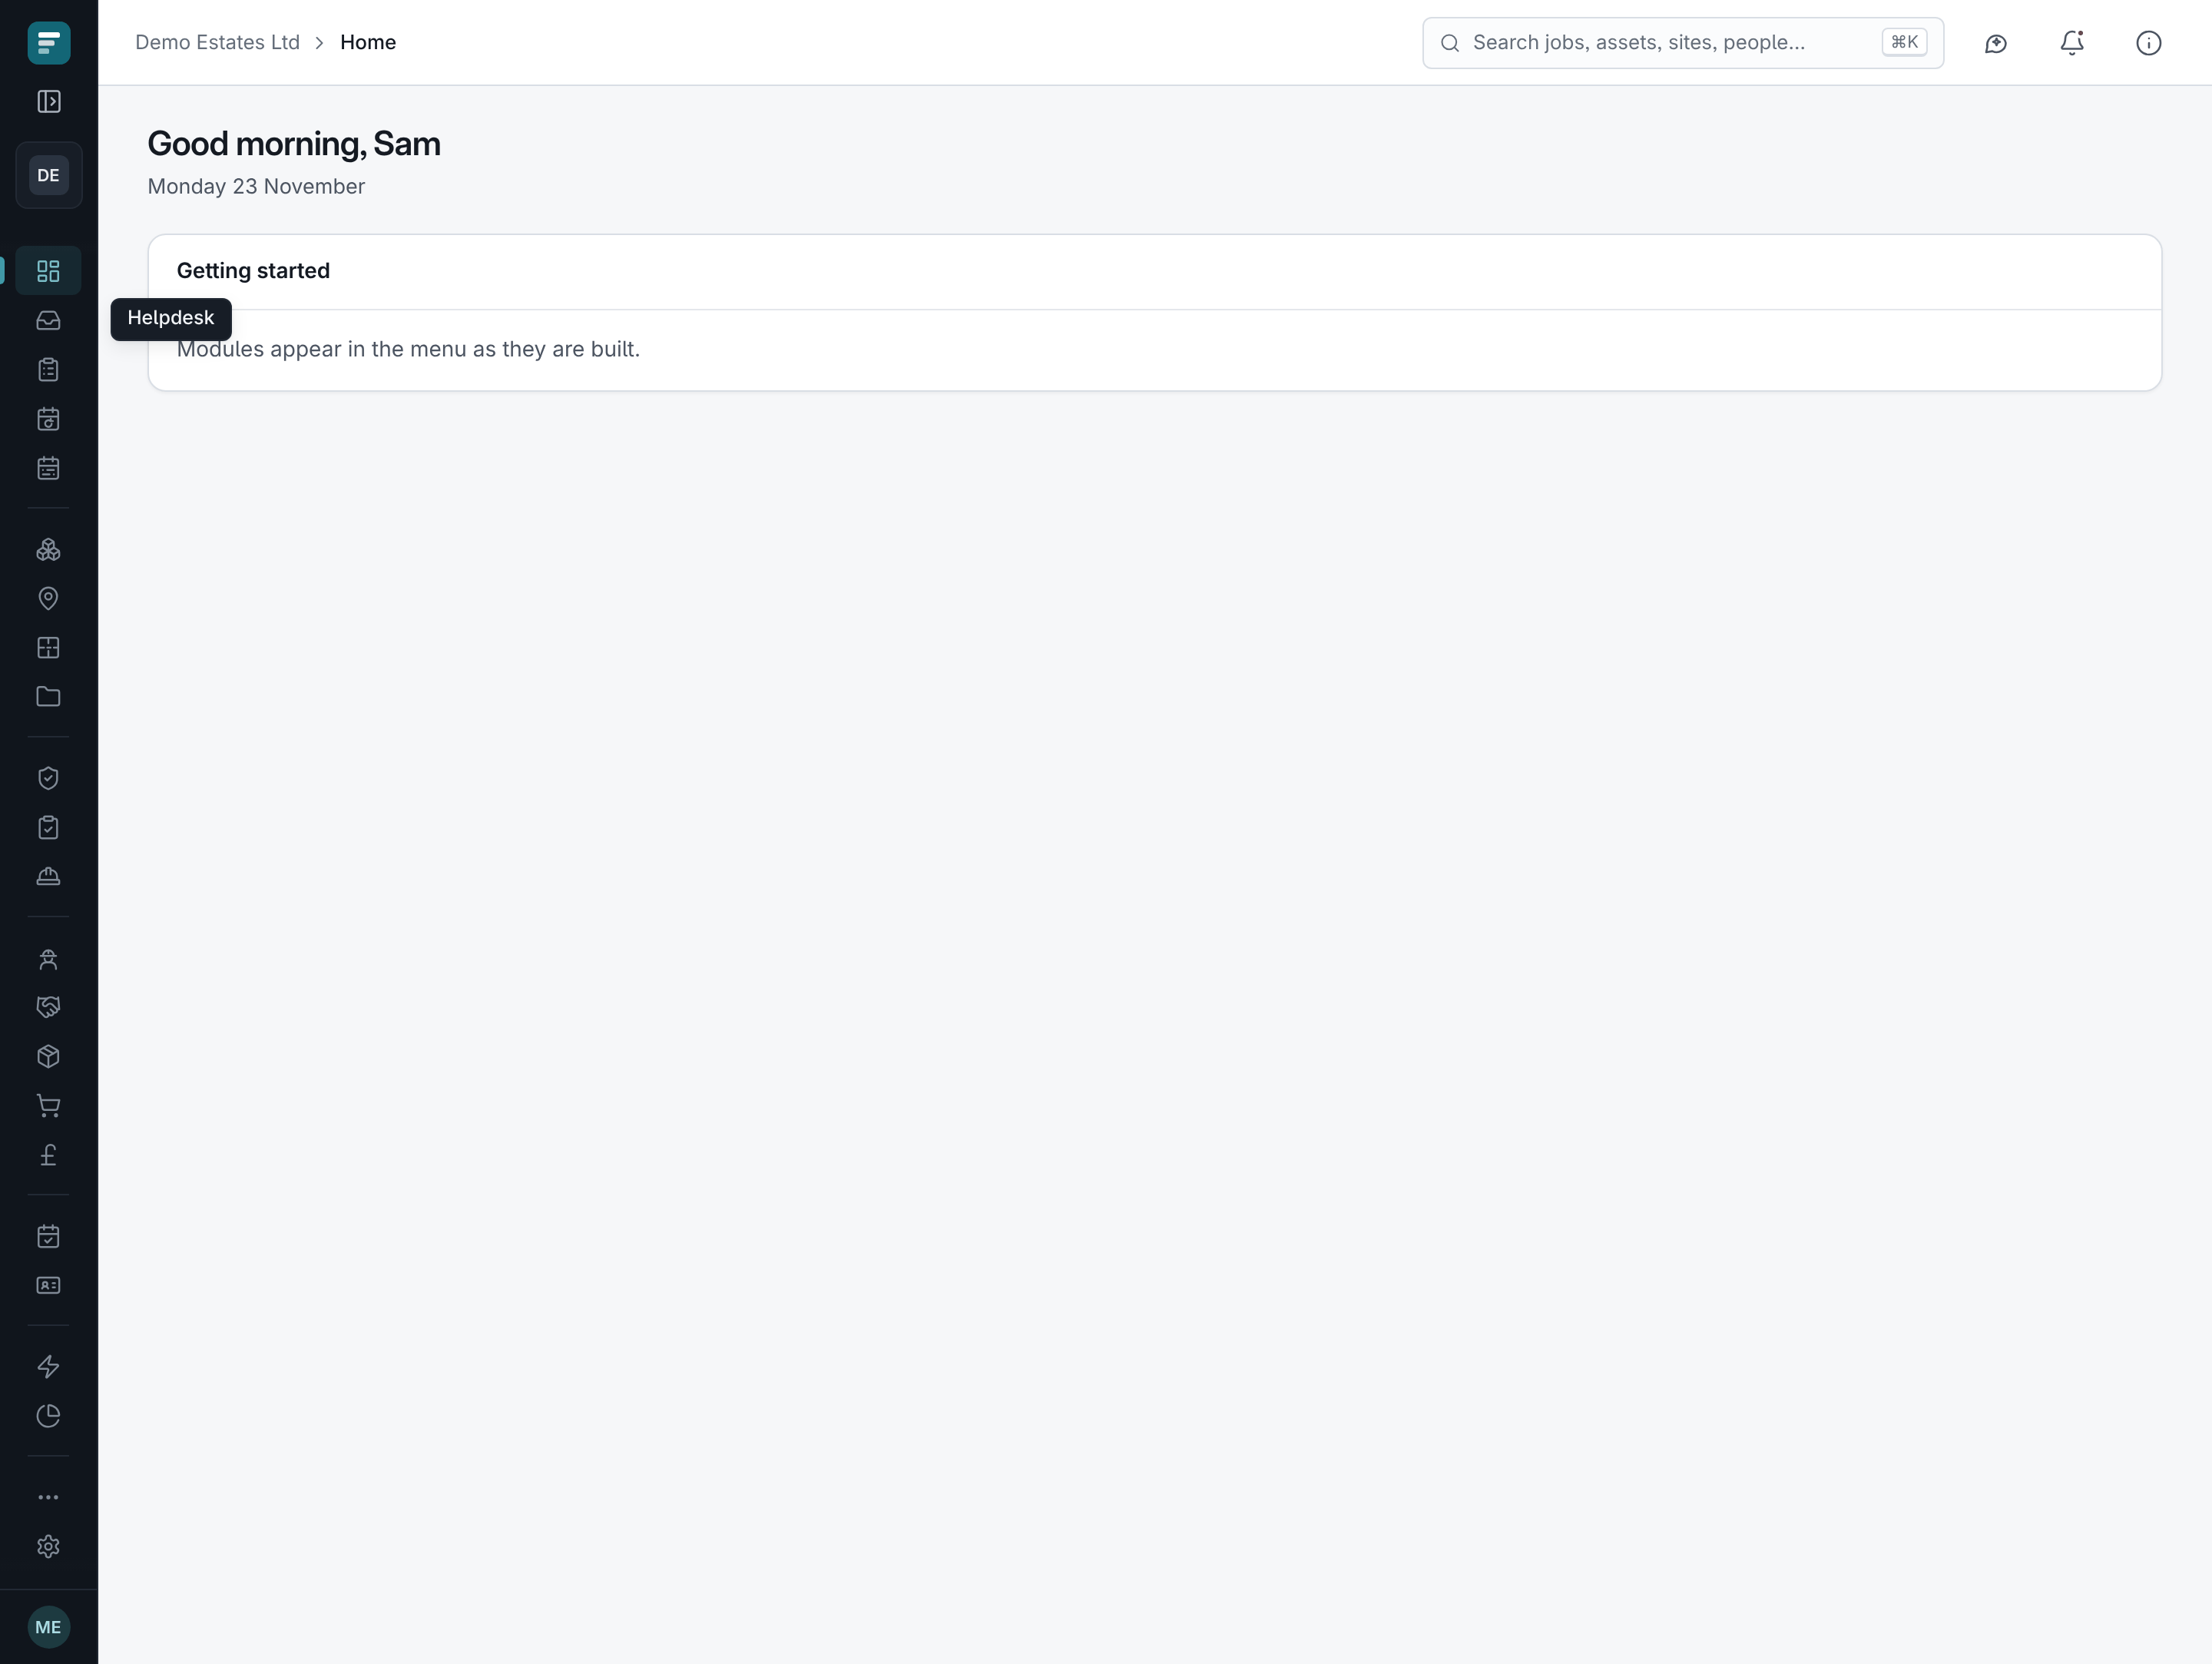 Demo Estates Ltd > Home
Search jobs, assets, sites, people... ⌘K
DE
Good morning, Sam
Monday 23 November
Getting started
Helpdesk
Modules appear in the menu as they are built.
ME